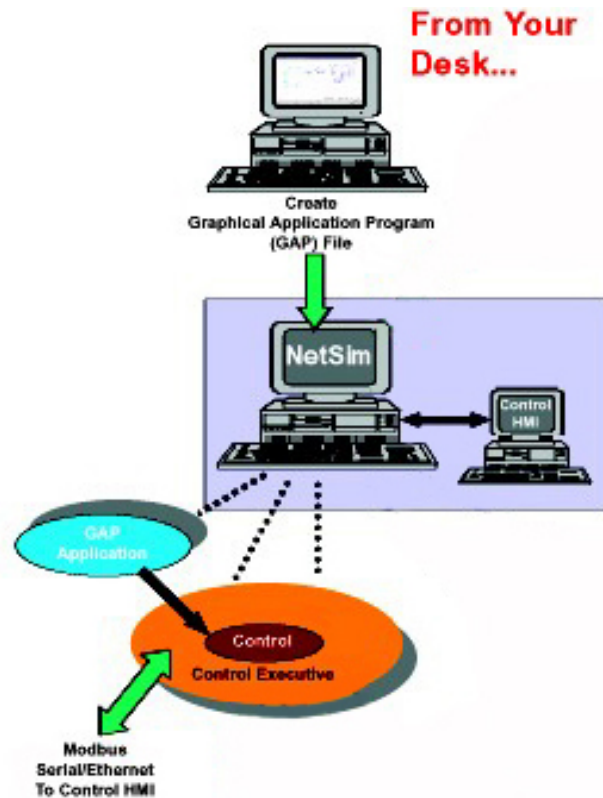 From Your
Desk...
Create
Graphical Application Program
(GAP) File
NetSim
Control
HMI
GAP
Application
Control
Control Executive
Modbus
Serial/Ethernet
To Control HMI